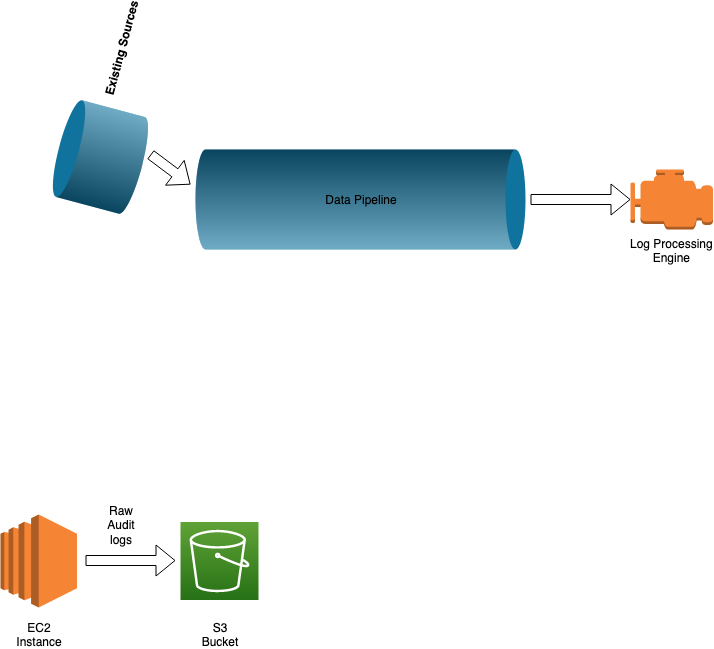 Existing Sources
Data Pipeline
Log Processing
Engine
Raw
Audit
logs
EC2
Instance
S3
Bucket